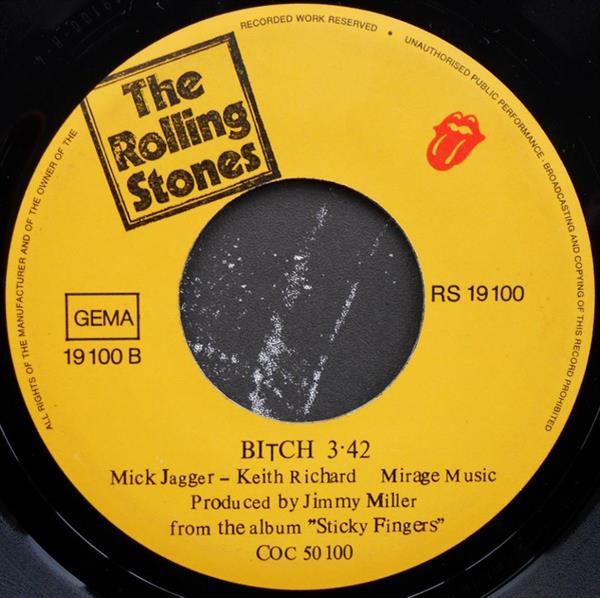 ALL RIGHTS OF THE MANUFACTURER AND OF THE OWNER OF THE RECORDED WORK RESERVED • UNAUTHORISED PUBLIC PERFORMANCE · BROADCASTING AND COPYING OF THIS RECORD PROHIBITED
The
Rolling
Stones
RS 19100
GEMA
19100 B
BITCH 3·42
Mick Jagger – Keith Richard Mirage Music
Produced by Jimmy Miller
from the album "Sticky Fingers"
COC 50100